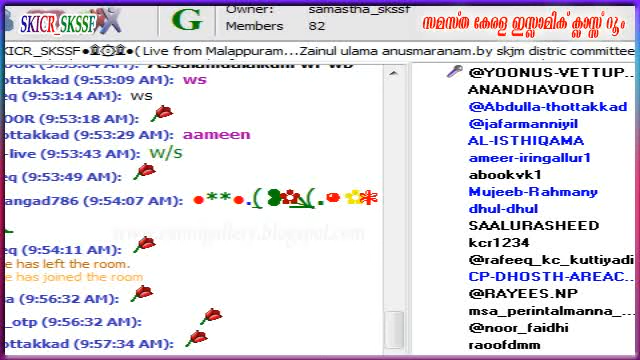 SKICR_SKSSF
G
Owner: samastha_skssf
Members 82
സമസ്ത കേരള ഇസ്ലാമിക് ക്ലാസ്സ് റൂം
KICR_SKSSF●۩۞۩●( Live from Malappuram...Zainul ulama anusmaranam.by skjm distric committee
ottakkad (9:53:09 AM): ws
eq (9:53:14 AM): ws
OOR (9:53:18 AM):
ottakkad (9:53:29 AM): aameen
-live (9:53:43 AM): W/S
eq (9:53:49 AM):
angad786 (9:54:07 AM): ●**●.(
eq (9:54:11 AM):
e has left the room.
e has joined the room
a (9:56:32 AM):
_otp (9:56:32 AM):
ottakkad (9:57:34 AM):
@YOONUS-VETTUP...
ANANDHAVOOR
@Abdulla-thottakkad
@jafarmanniyil
AL-ISTHIQAMA
ameer-iringallur1
abookvk1
Mujeeb-Rahmany
dhul-dhul
SAALURASHEED
kcr1234
@rafeeq_kc_kuttiyadi
CP-DHOSTH-AREAC...
@RAYEES.NP
msa_perintalmanna_...
@noor_faidhi
raoofdmm